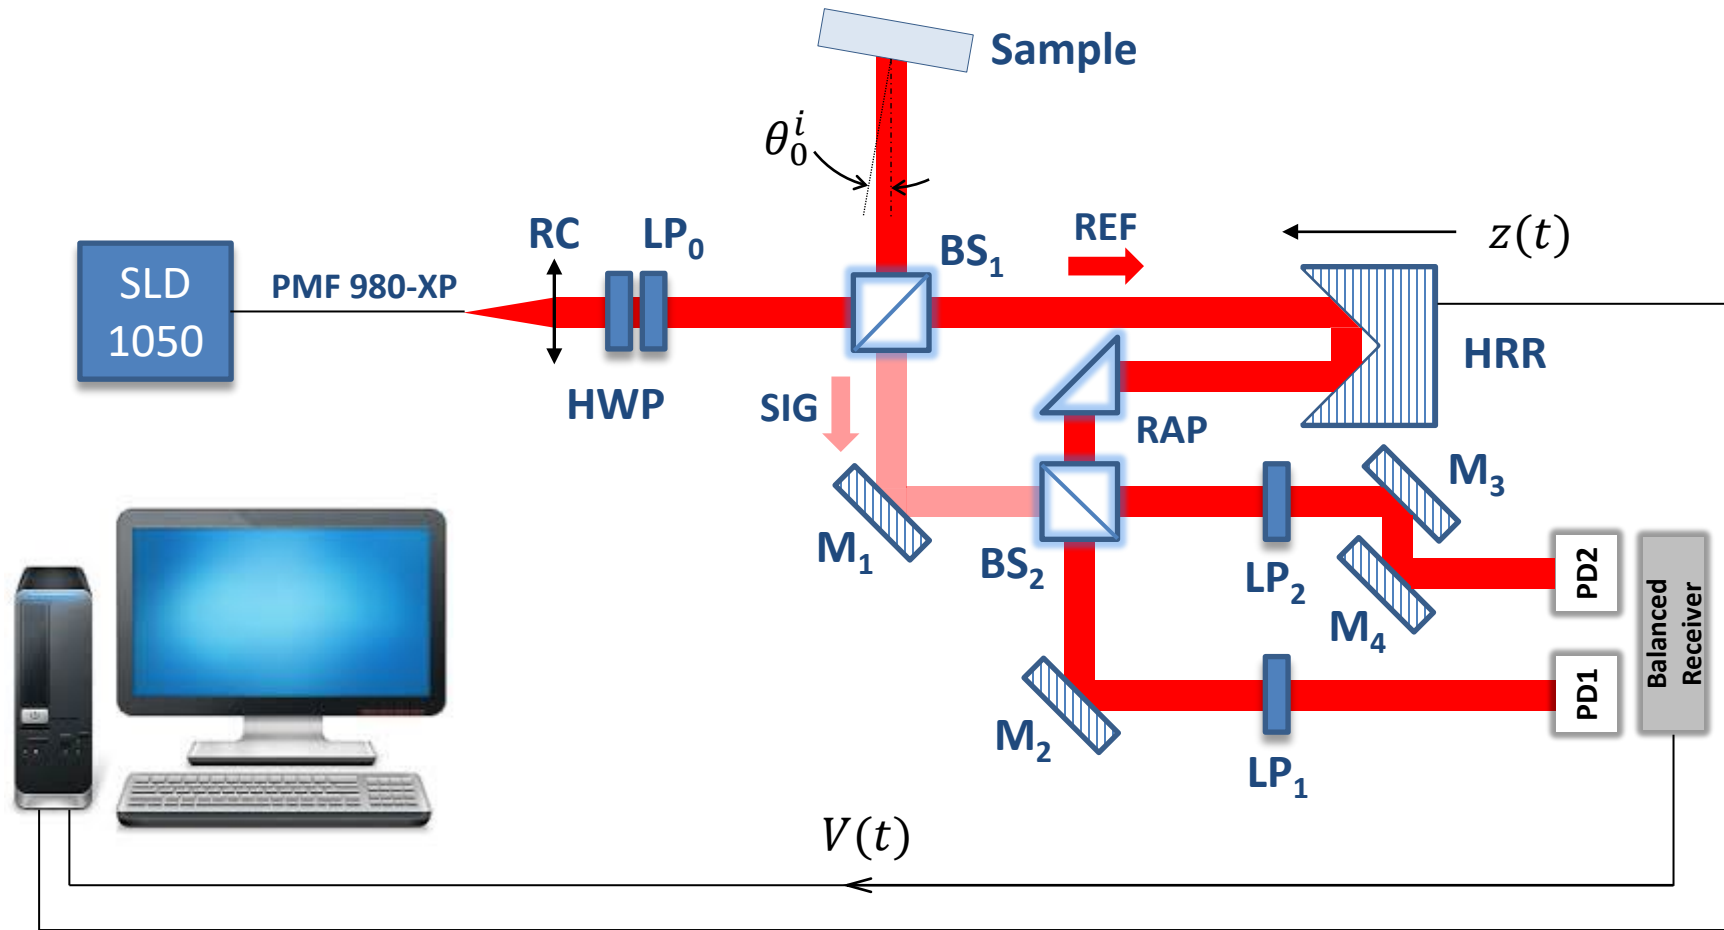 Sample
θ₀ⁱ
RC
LP₀
REF
z(t)
BS₁
SLD
1050
PMF 980-XP
HWP
SIG
RAP
HRR
M₁
BS₂
LP₂
M₃
M₄
PD2
Balanced
Receiver
M₂
LP₁
PD1
V(t)